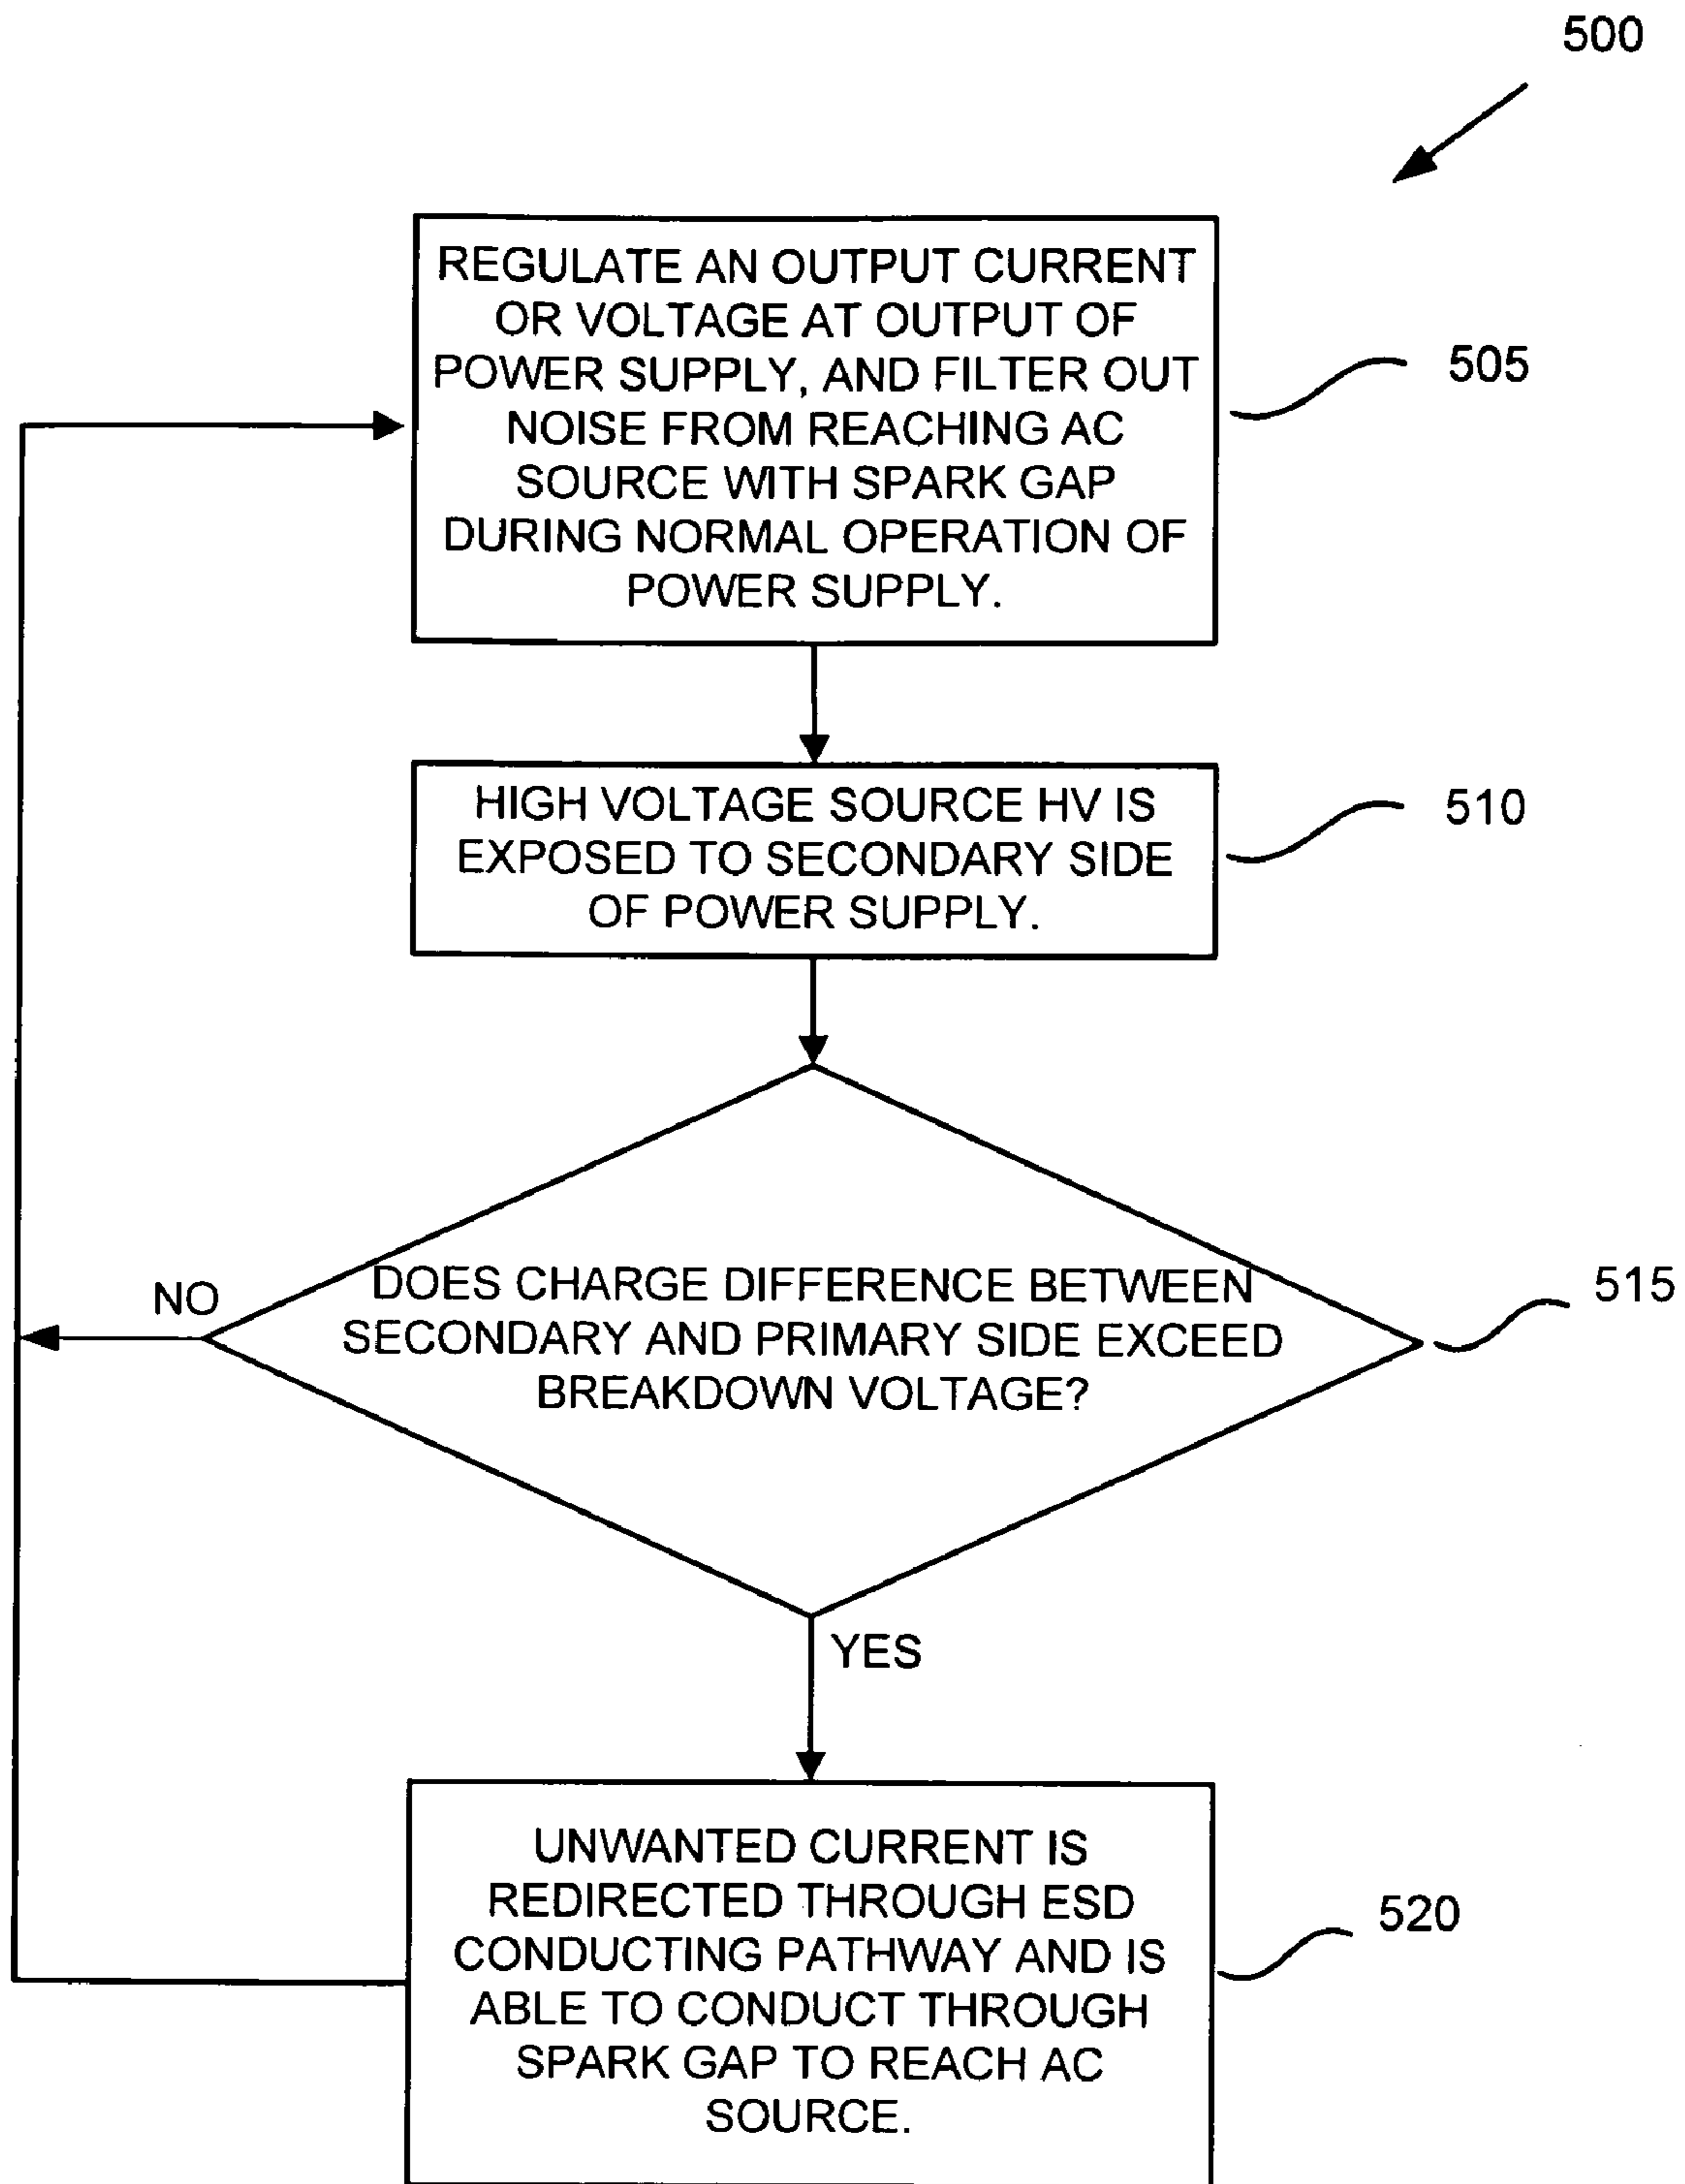 500
REGULATE AN OUTPUT CURRENT
OR VOLTAGE AT OUTPUT OF
POWER SUPPLY, AND FILTER OUT
NOISE FROM REACHING AC
SOURCE WITH SPARK GAP
DURING NORMAL OPERATION OF
POWER SUPPLY.
505
HIGH VOLTAGE SOURCE HV IS
EXPOSED TO SECONDARY SIDE
OF POWER SUPPLY.
510
NO
DOES CHARGE DIFFERENCE BETWEEN
SECONDARY AND PRIMARY SIDE EXCEED
BREAKDOWN VOLTAGE?
515
YES
UNWANTED CURRENT IS
REDIRECTED THROUGH ESD
CONDUCTING PATHWAY AND IS
ABLE TO CONDUCT THROUGH
SPARK GAP TO REACH AC
SOURCE.
520